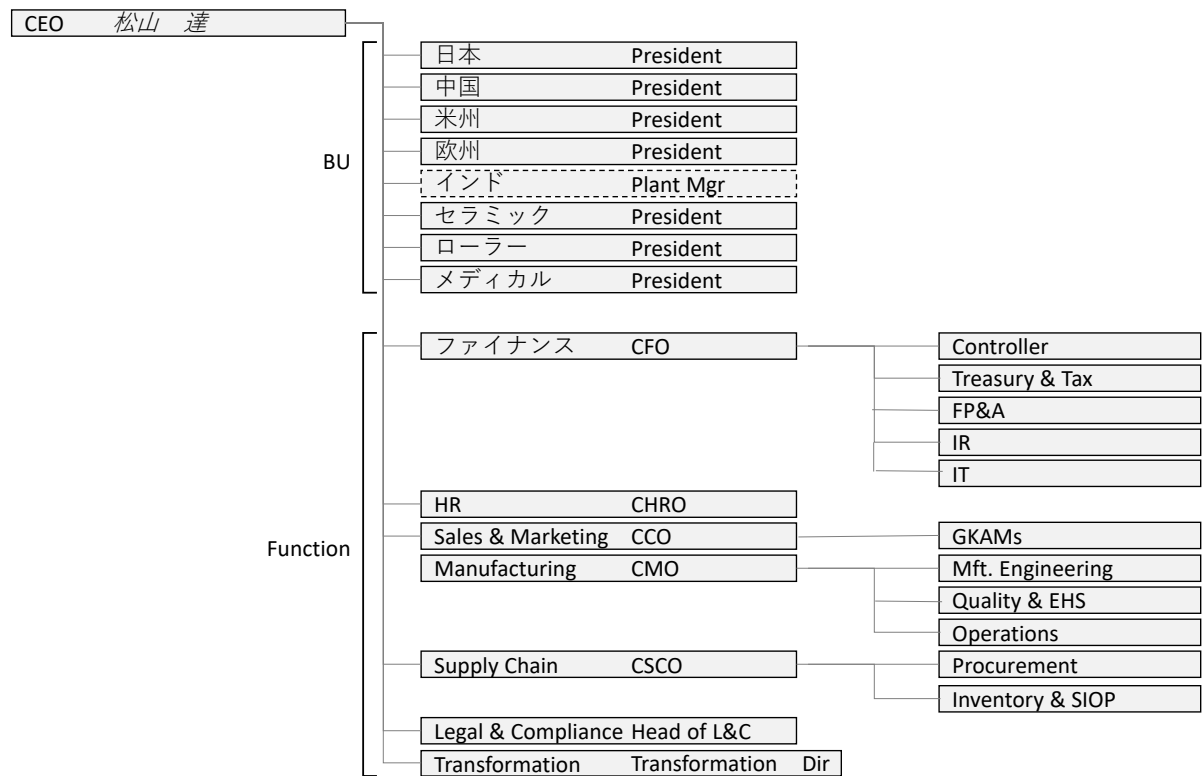 CEO 松山 達
BU
日本 President
中国 President
米州 President
欧州 President
インド Plant Mgr
セラミック President
ローラー President
メディカル President
Function
ファイナンス CFO
Controller
Treasury & Tax
FP&A
IR
IT
HR CHRO
Sales & Marketing CCO
GKAMs
Manufacturing CMO
Mft. Engineering
Quality & EHS
Operations
Supply Chain CSCO
Procurement
Inventory & SIOP
Legal & Compliance Head of L&C
Transformation Transformation Dir